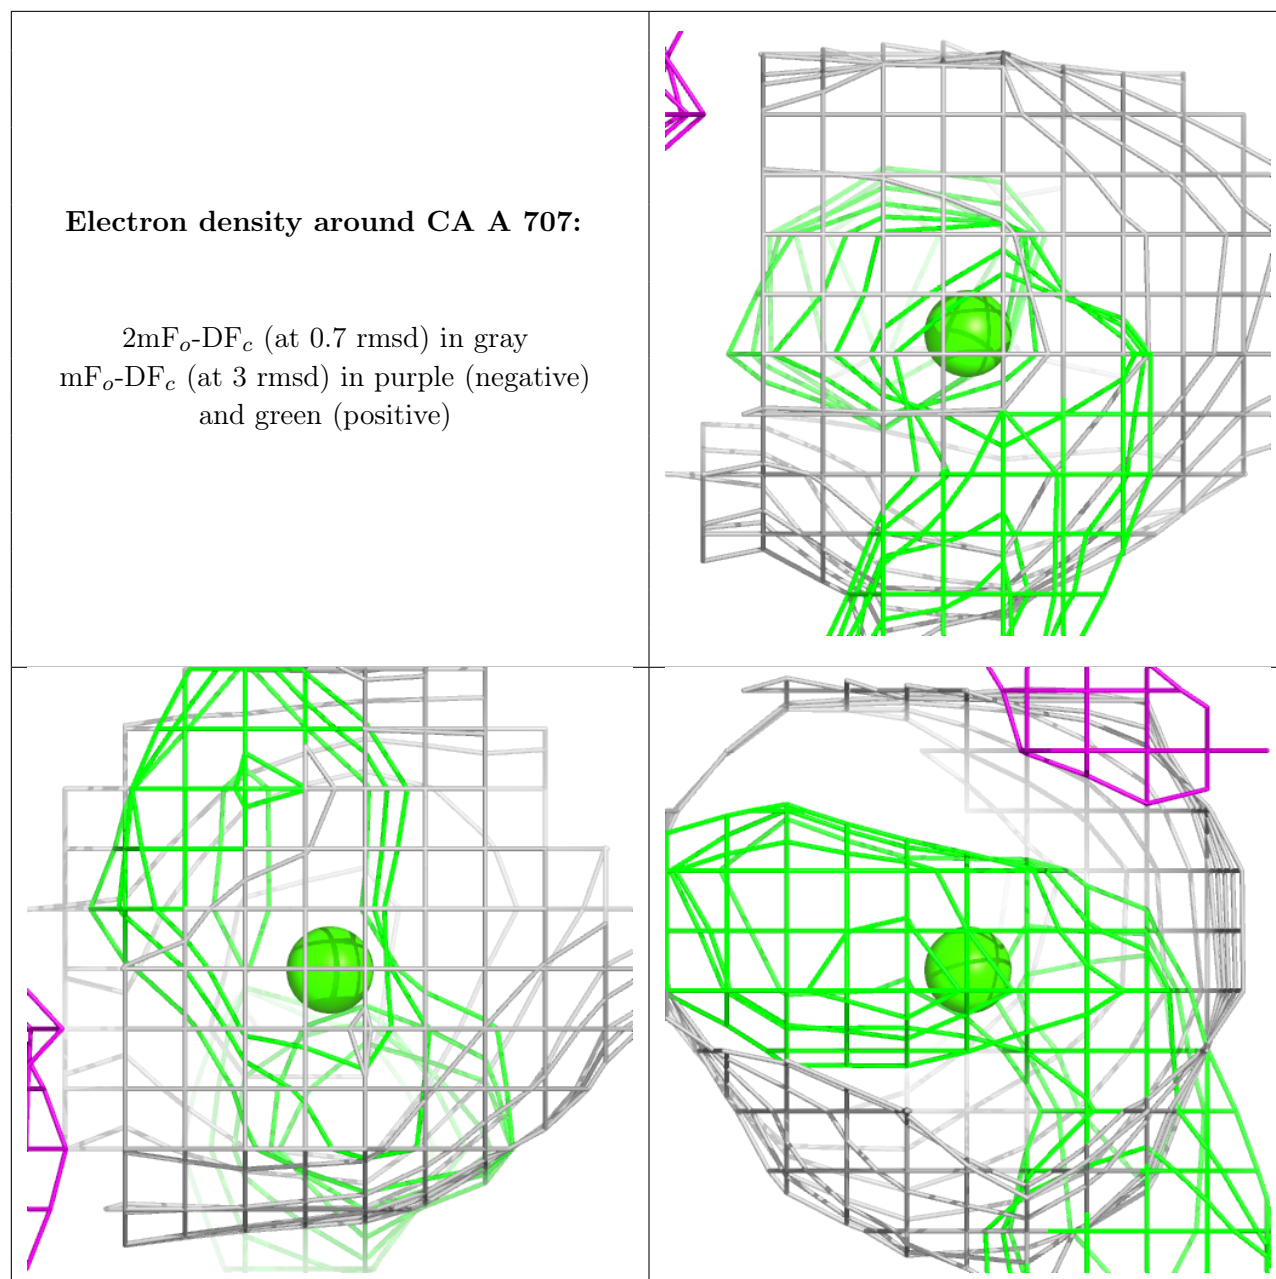 Electron density around CA A 707:
2mFo-DFc (at 0.7 rmsd) in gray
mFo-DFc (at 3 rmsd) in purple (negative)
and green (positive)